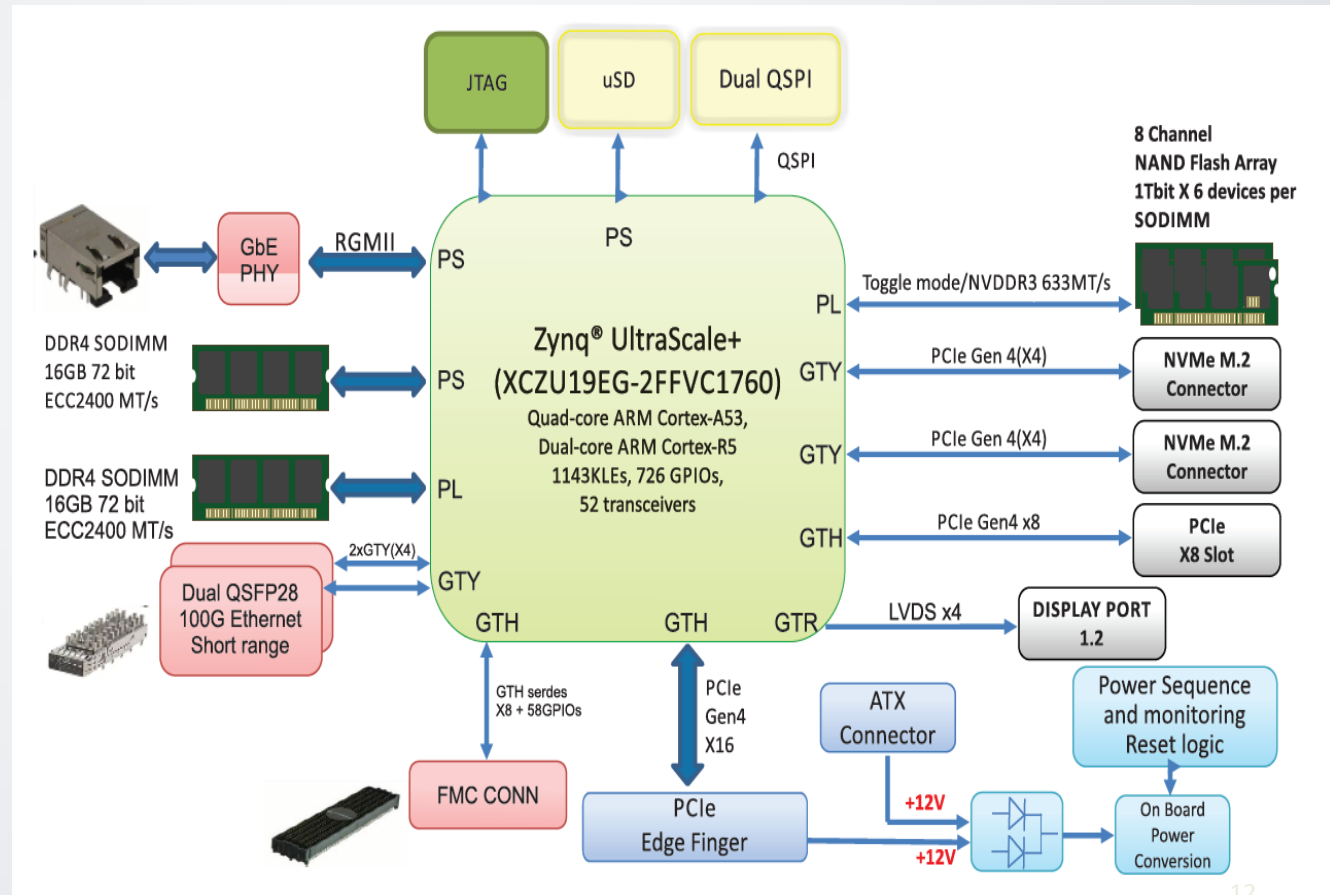 JTAG
uSD
Dual QSPI
QSPI
8 Channel
NAND Flash Array
1Tbit X 6 devices per
SODIMM
GbE
PHY
RGMII
PS
PS
Toggle mode/NVDDR3 633MT/s
PL
DDR4 SODIMM
16GB 72 bit
ECC2400 MT/s
PS
Zynq® UltraScale+
(XCZU19EG-2FFVC1760)
Quad-core ARM Cortex-A53,
Dual-core ARM Cortex-R5
1143KLEs, 726 GPIOs,
52 transceivers
GTY
PCIe Gen 4(X4)
NVMe M.2
Connector
GTY
PCIe Gen 4(X4)
NVMe M.2
Connector
DDR4 SODIMM
16GB 72 bit
ECC2400 MT/s
PL
GTH
PCIe Gen4 x8
PCIe
X8 Slot
2xGTY(X4)
GTY
Dual QSFP28
100G Ethernet
Short range
GTH
GTH
GTR
LVDS x4
DISPLAY PORT
1.2
GTH serdes
X8 + 58GPIOs
PCIe
Gen4
X16
ATX
Connector
Power Sequence
and monitoring
Reset logic
FMC CONN
PCIe
Edge Finger
+12V
+12V
On Board
Power
Conversion
12